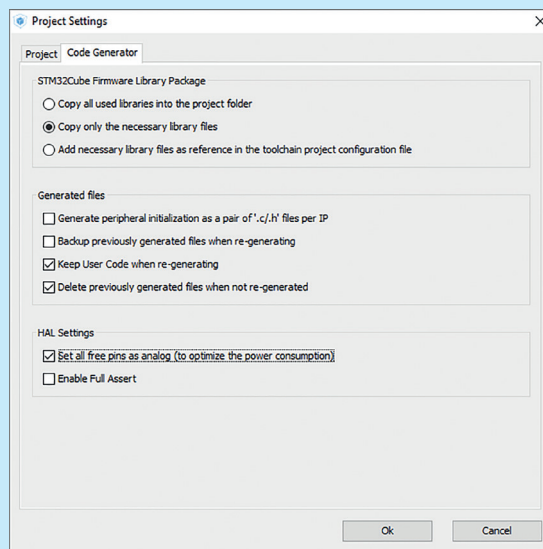 Project Settings
Project Code Generator
STM32Cube Firmware Library Package
Copy all used libraries into the project folder
Copy only the necessary library files
Add necessary library files as reference in the toolchain project configuration file
Generated files
Generate peripheral initialization as a pair of '.c/.h' files per IP
Backup previously generated files when re-generating
Keep User Code when re-generating
Delete previously generated files when not re-generated
HAL Settings
Set all free pins as analog (to optimize the power consumption)
Enable Full Assert
Ok Cancel